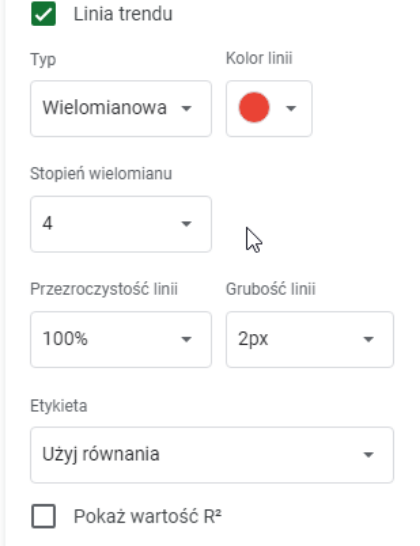 Linia trendu
Typ
Kolor linii
Wielomianowa
Stopień wielomianu
4
Przezroczystość linii
Grubość linii
100%
2px
Etykieta
Użyj równania
Pokaż wartość R²